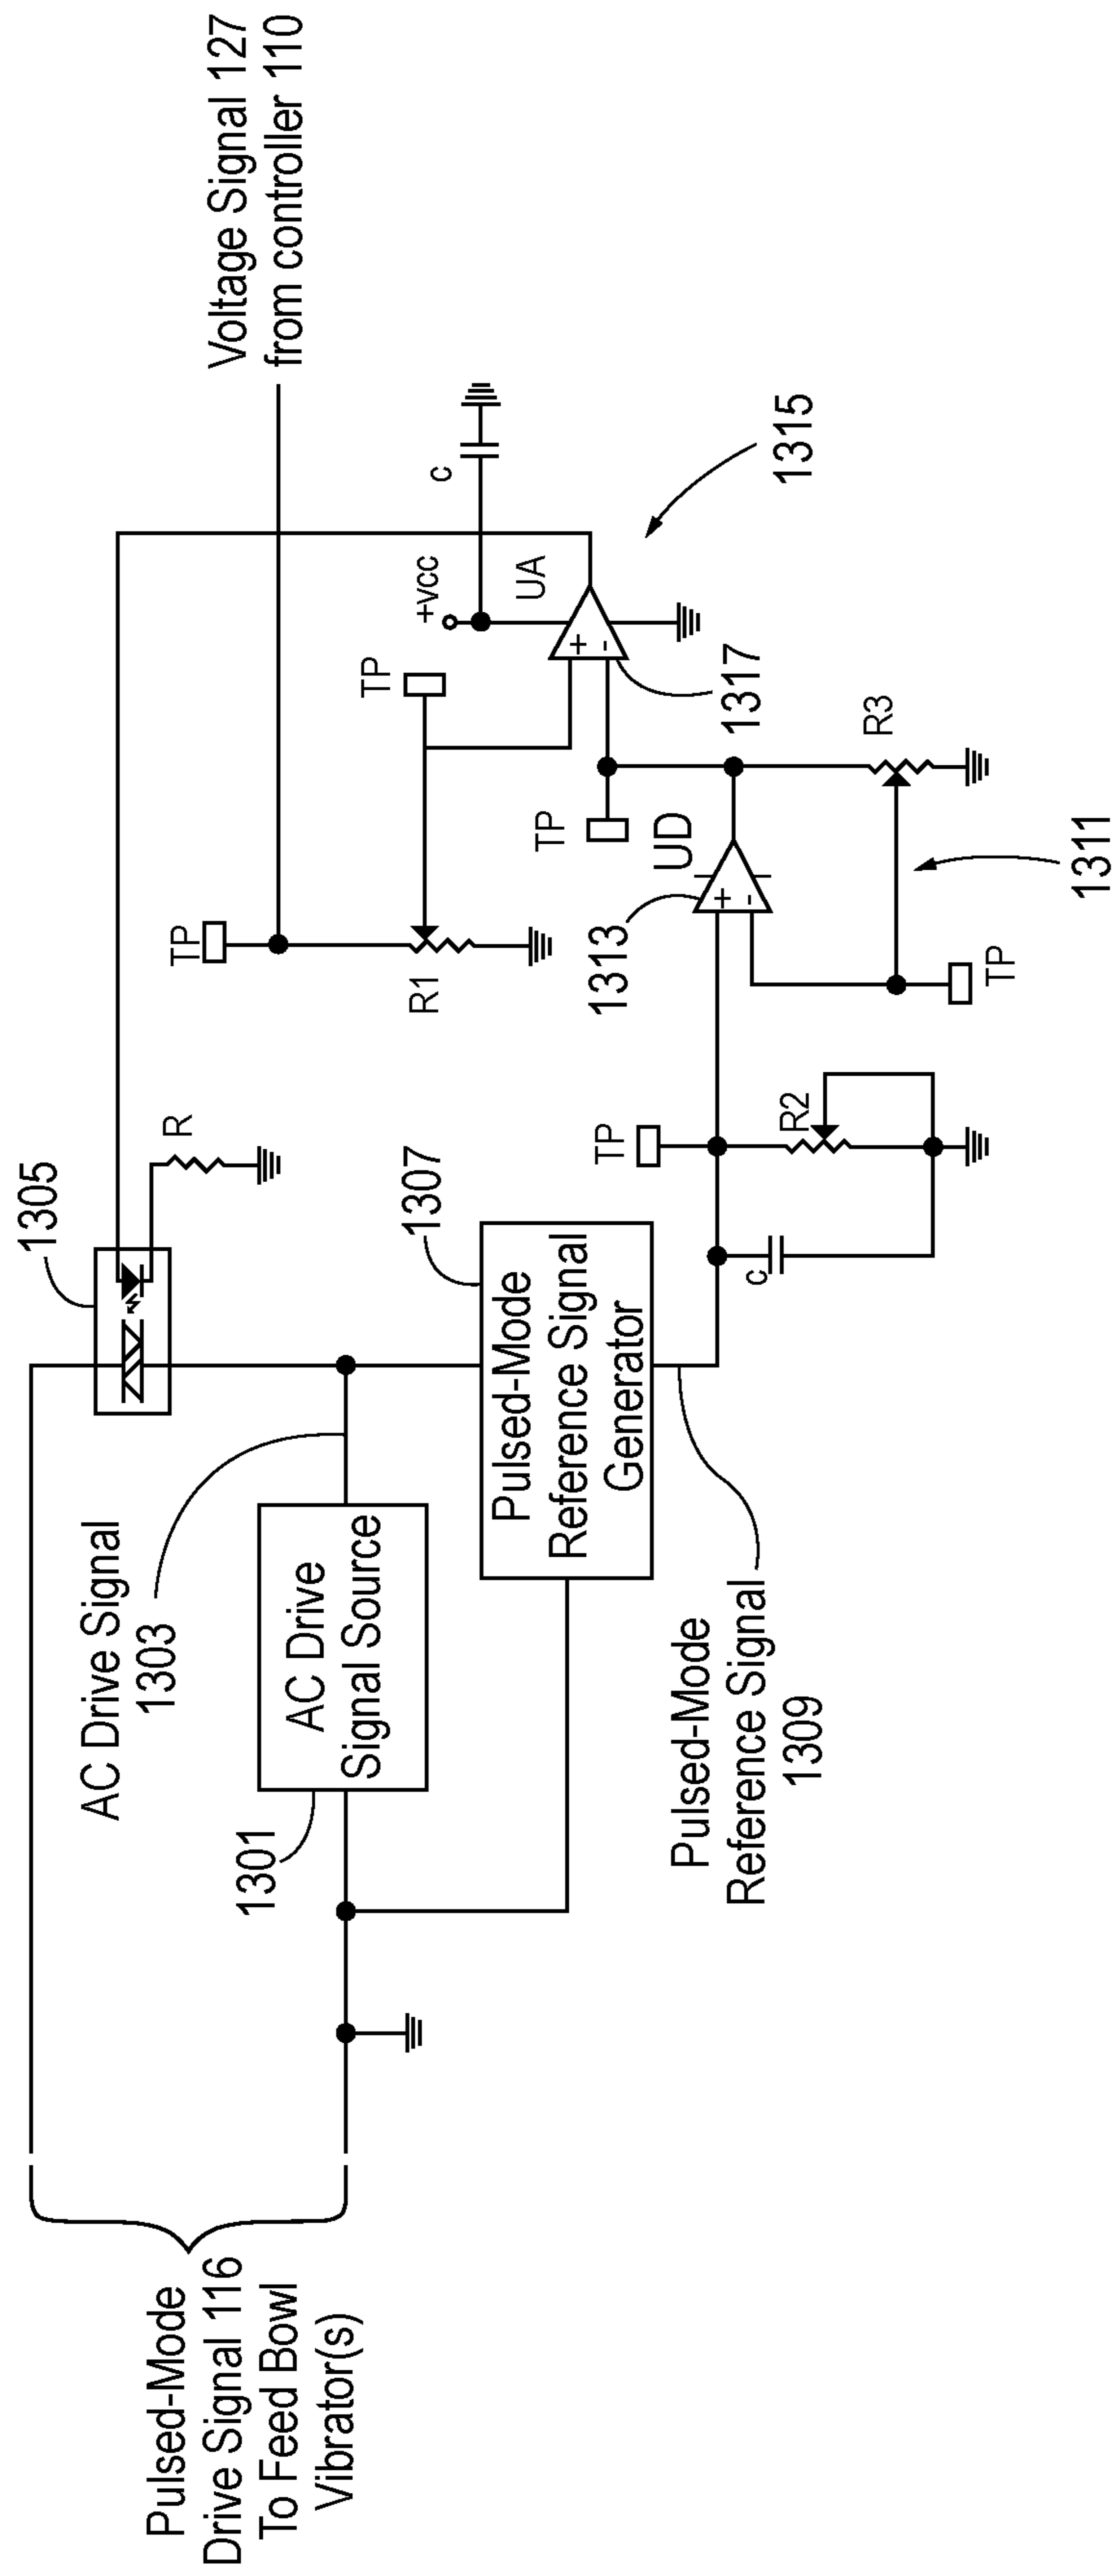 Pulsed-Mode
Drive Signal 116
To Feed Bowl
Vibrator(s)
AC Drive Signal
1303
1301
AC Drive
Signal Source
1305
R
1307
Pulsed-Mode
Reference Signal
Generator
Pulsed-Mode
Reference Signal
1309
c
TP
R2
TP
R1
TP
Voltage Signal 127
from controller 110
+vcc
c
UA
+
-
1315
1317
TP
UD
1313
+
-
R3
TP
1311